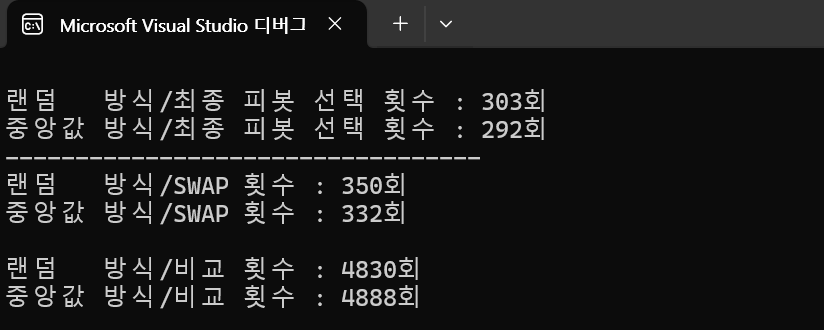 Microsoft Visual Studio 디버그
랜덤   방식/최종 피봇 선택 횟수 : 303회
중앙값 방식/최종 피봇 선택 횟수 : 292회
----------------------------------
랜덤   방식/SWAP 횟수 : 350회
중앙값 방식/SWAP 횟수 : 332회
랜덤   방식/비교 횟수 : 4830회
중앙값 방식/비교 횟수 : 4888회